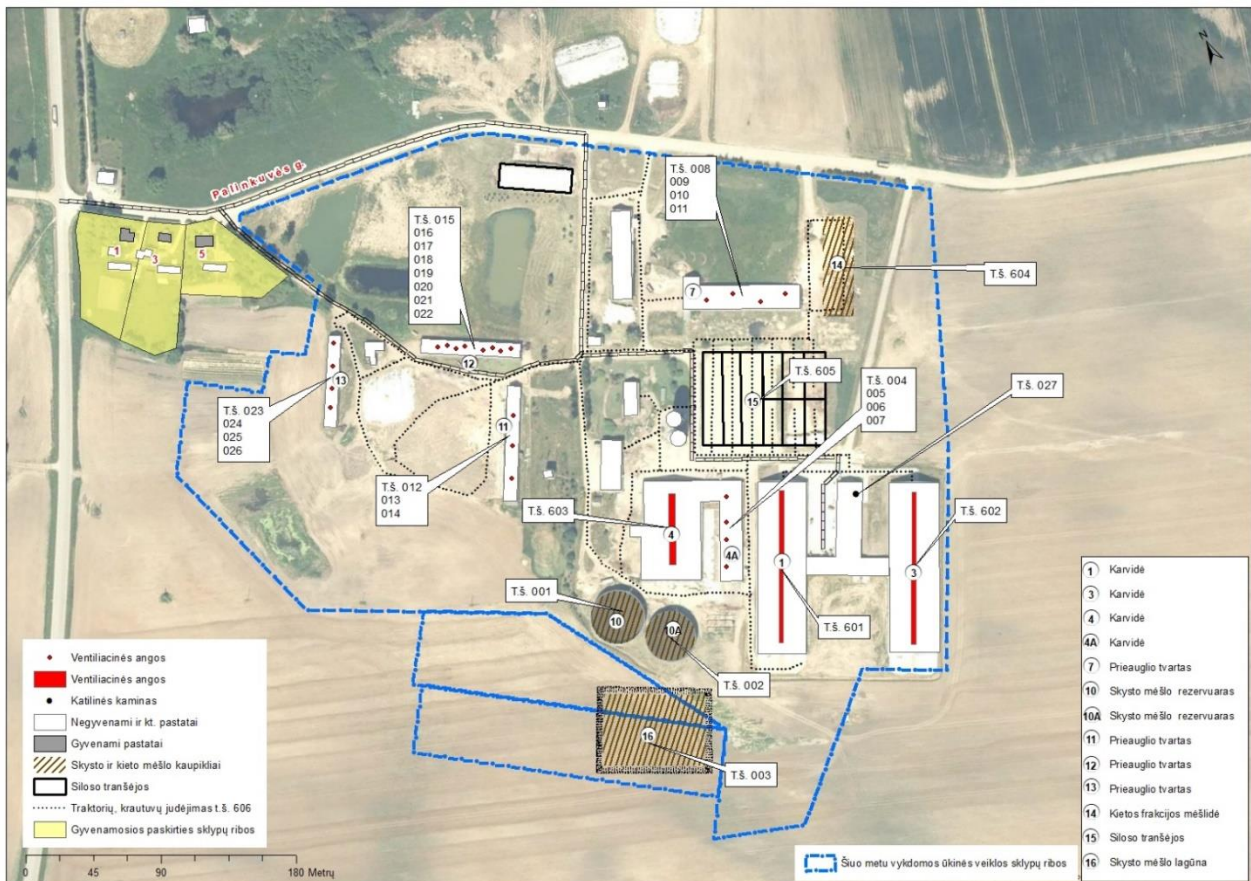 N
Palinkuvės g.
1
3
5
T.š. 015
016
017
018
019
020
021
022
12
T.š. 008
009
010
011
7
14
T.š. 604
T.š. 023
024
025
026
13
11
T.š. 012
013
014
15
T.š. 605
T.š. 004
005
006
007
T.š. 027
T.š. 603
4
4A
1
3
T.š. 602
T.š. 601
T.š. 001
10
10A
T.š. 002
16
T.š. 003
Ventiliacinės angos
Ventiliacinės angos
Katilinės kaminas
Negyvenami ir kt. pastatai
Gyvenami pastatai
Skysto ir kieto mėšlo kaupikliai
Siloso tranšėjos
Traktorių, krautuvų judėjimas t.š. 606
Gyvenamosios paskirties sklypų ribos
0 45 90 180 Metrų
Šiuo metu vykdomos ūkinės veiklos sklypų ribos
1 Karvidė
3 Karvidė
4 Karvidė
4A Karvidė
7 Prieauglio tvartas
10 Skysto mėšlo rezervuaras
10A Skysto mėšlo rezervuaras
11 Prieauglio tvartas
12 Prieauglio tvartas
13 Prieauglio tvartas
14 Kietos frakcijos mėšlidė
15 Siloso tranšėjos
16 Skysto mėšlo lagūna